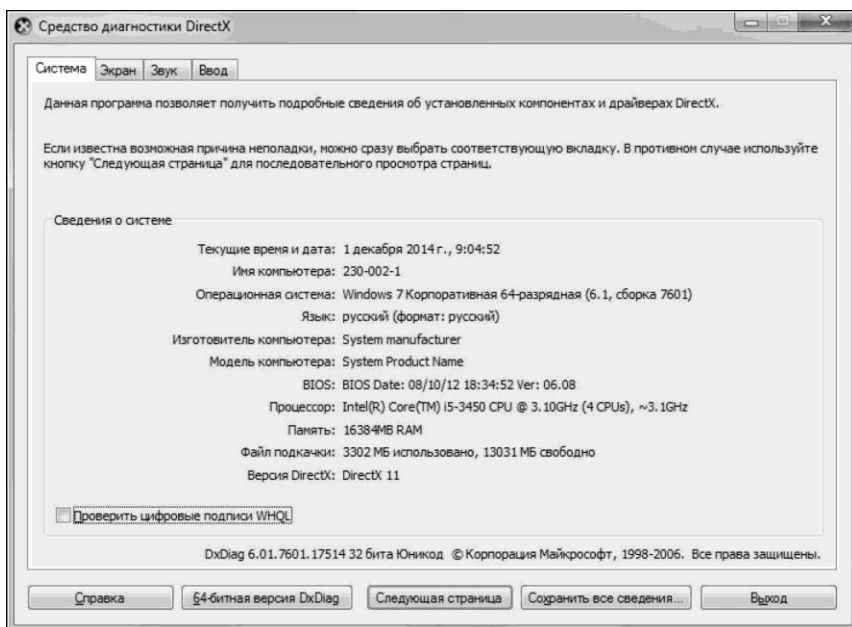 Средство диагностики DirectX
Система Экран Звук Ввод
Данная программа позволяет получить подробные сведения об установленных компонентах и драйверах DirectX.
Если известна возможная причина неполадки, можно сразу выбрать соответствующую вкладку. В противном случае используйте
кнопку "Следующая страница" для последовательного просмотра страниц.
Сведения о системе
Текущие время и дата: 1 декабря 2014 г., 9:04:52
Имя компьютера: 230-002-1
Операционная система: Windows 7 Корпоративная 64-разрядная (6.1, сборка 7601)
Язык: русский (формат: русский)
Изготовитель компьютера: System manufacturer
Модель компьютера: System Product Name
BIOS: BIOS Date: 08/10/12 18:34:52 Ver: 06.08
Процессор: Intel(R) Core(TM) i5-3450 CPU @ 3.10GHz (4 CPUs), ~3.1GHz
Память: 16384MB RAM
Файл подкачки: 3302 МБ использовано, 13031 МБ свободно
Версия DirectX: DirectX 11
Проверить цифровые подписи WHQL
DxDiag 6.01.7601.17514 32 бита Юникод © Корпорация Майкрософт, 1998-2006. Все права защищены.
Справка 64-битная версия DxDiag Следующая страница Сохранить все сведения... Выход